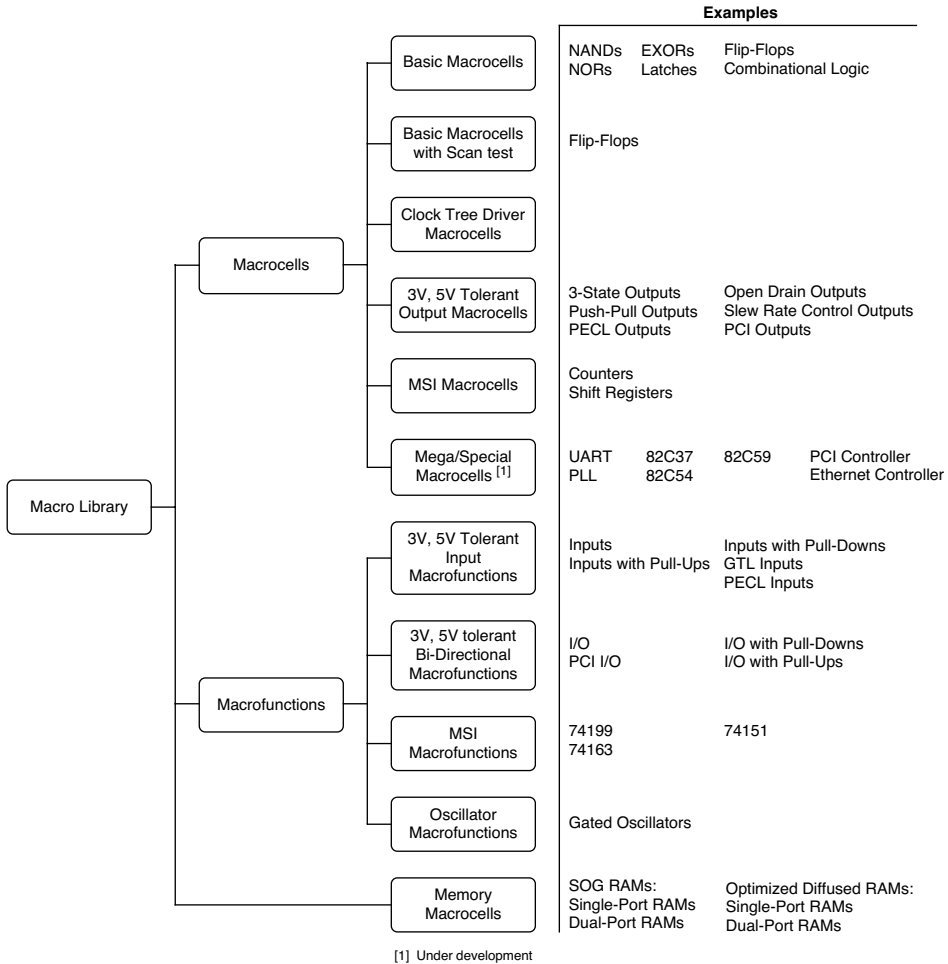 Examples
Basic Macrocells
NANDs EXORs Flip-Flops
NORs Latches Combinational Logic
Basic Macrocells
with Scan test
Flip-Flops
Clock Tree Driver
Macrocells
Macrocells
3V, 5V Tolerant
Output Macrocells
3-State Outputs Open Drain Outputs
Push-Pull Outputs Slew Rate Control Outputs
PECL Outputs PCI Outputs
MSI Macrocells
Counters
Shift Registers
Mega/Special
Macrocells [1]
UART 82C37 82C59 PCI Controller
PLL 82C54 Ethernet Controller
Macro Library
3V, 5V Tolerant
Input
Macrofunctions
Inputs Inputs with Pull-Downs
Inputs with Pull-Ups GTL Inputs
PECL Inputs
3V, 5V tolerant
Bi-Directional
Macrofunctions
I/O I/O with Pull-Downs
PCI I/O I/O with Pull-Ups
Macrofunctions
MSI
Macrofunctions
74199 74151
74163
Oscillator
Macrofunctions
Gated Oscillators
Memory
Macrocells
SOG RAMs: Optimized Diffused RAMs:
Single-Port RAMs Single-Port RAMs
Dual-Port RAMs Dual-Port RAMs
[1] Under development